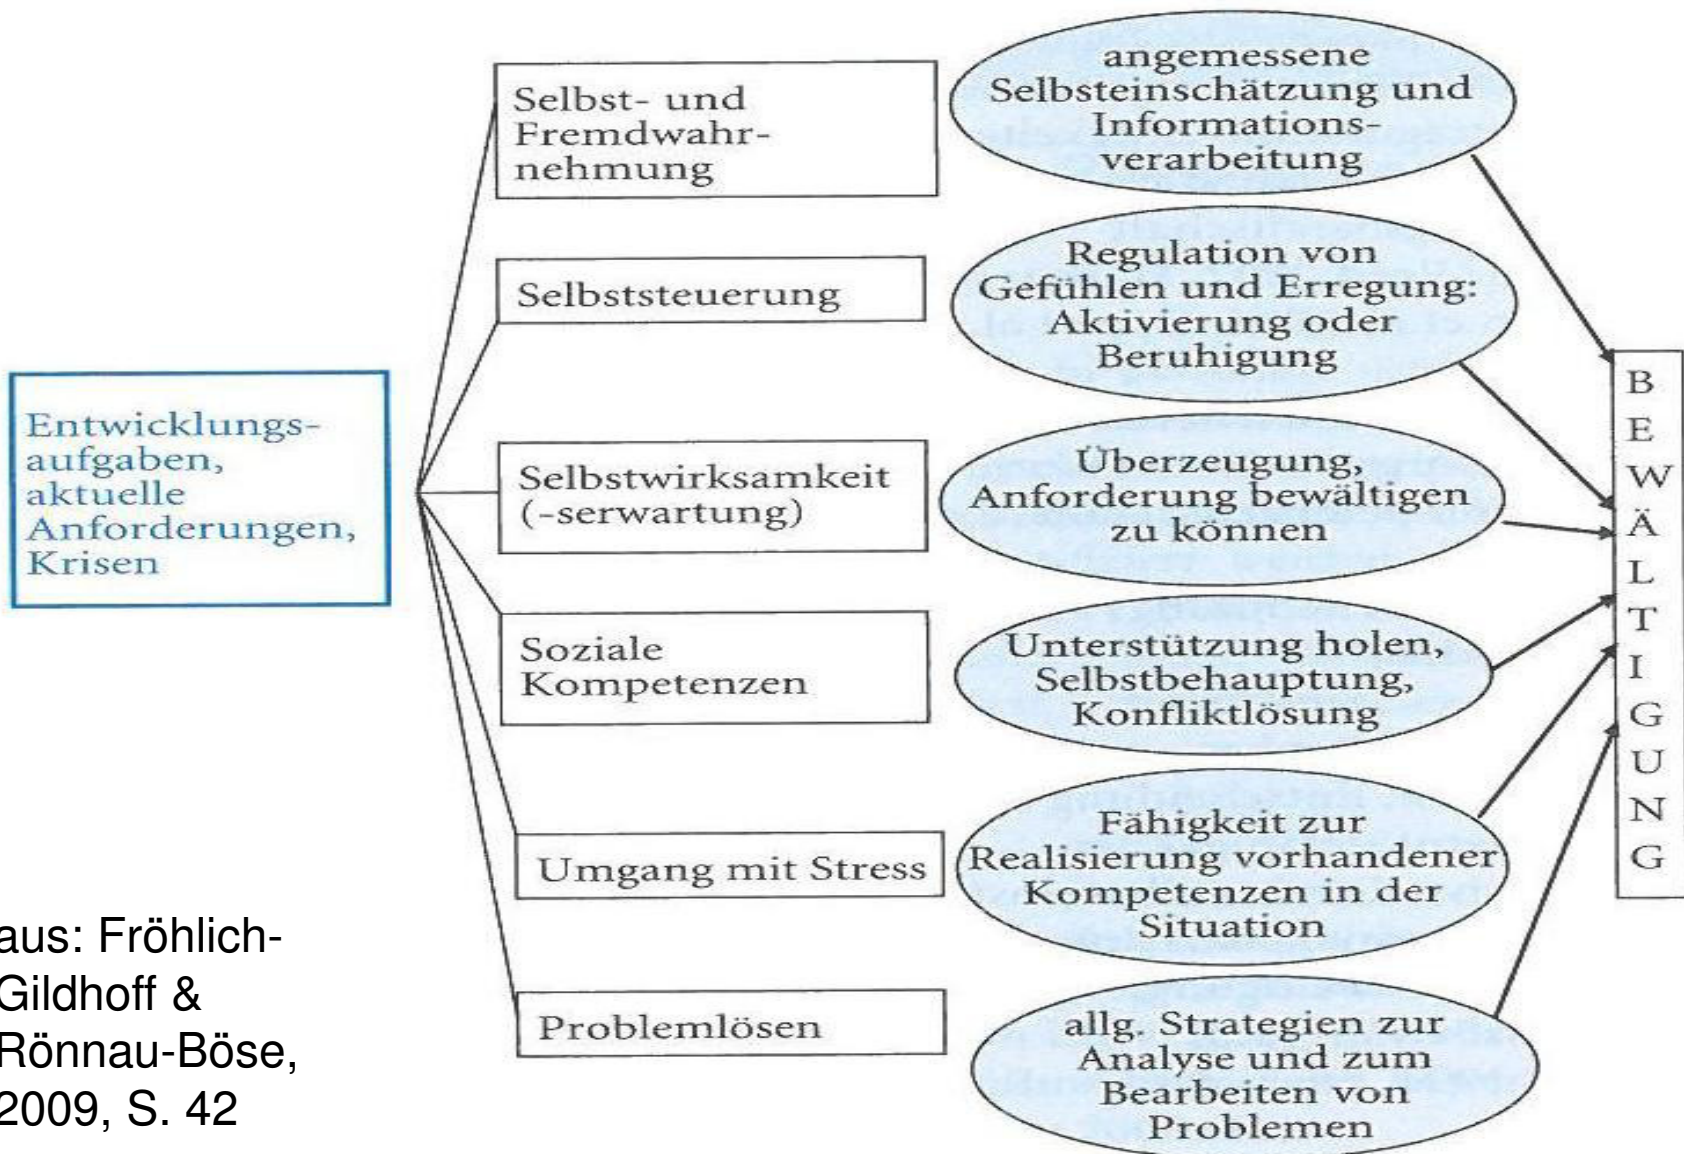 Entwicklungs-
aufgaben,
aktuelle
Anforderungen,
Krisen
Selbst- und
Fremdwahr-
nehmung
angemessene
Selbsteinschätzung und
Informations-
verarbeitung
Selbststeuerung
Regulation von
Gefühlen und Erregung:
Aktivierung oder
Beruhigung
Selbstwirksamkeit
(-serwartung)
Überzeugung,
Anforderung bewältigen
zu können
Soziale
Kompetenzen
Unterstützung holen,
Selbstbehauptung,
Konfliktlösung
Umgang mit Stress
Fähigkeit zur
Realisierung vorhandener
Kompetenzen in der
Situation
Problemlösen
allg. Strategien zur
Analyse und zum
Bearbeiten von
Problemen
B
E
W
Ä
L
T
I
G
U
N
G
aus: Fröhlich-
Gildhoff &
Rönnau-Böse,
2009, S. 42